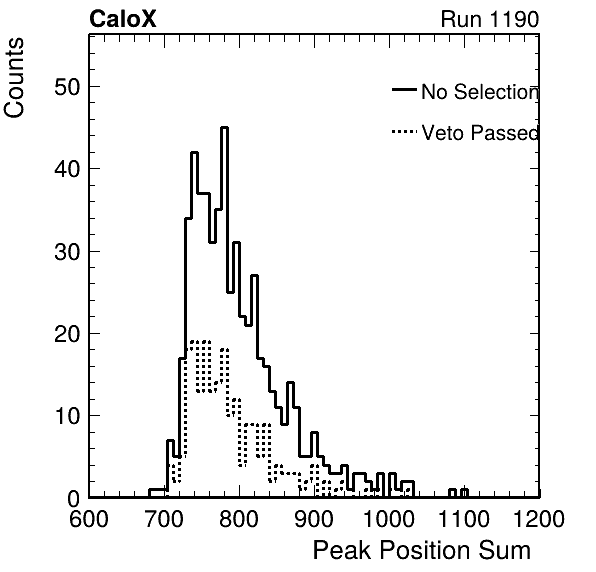 CaloX Run 1190
Counts
No Selection
Veto Passed
50
40
30
20
10
0
600 700 800 900 1000 1100 1200
Peak Position Sum